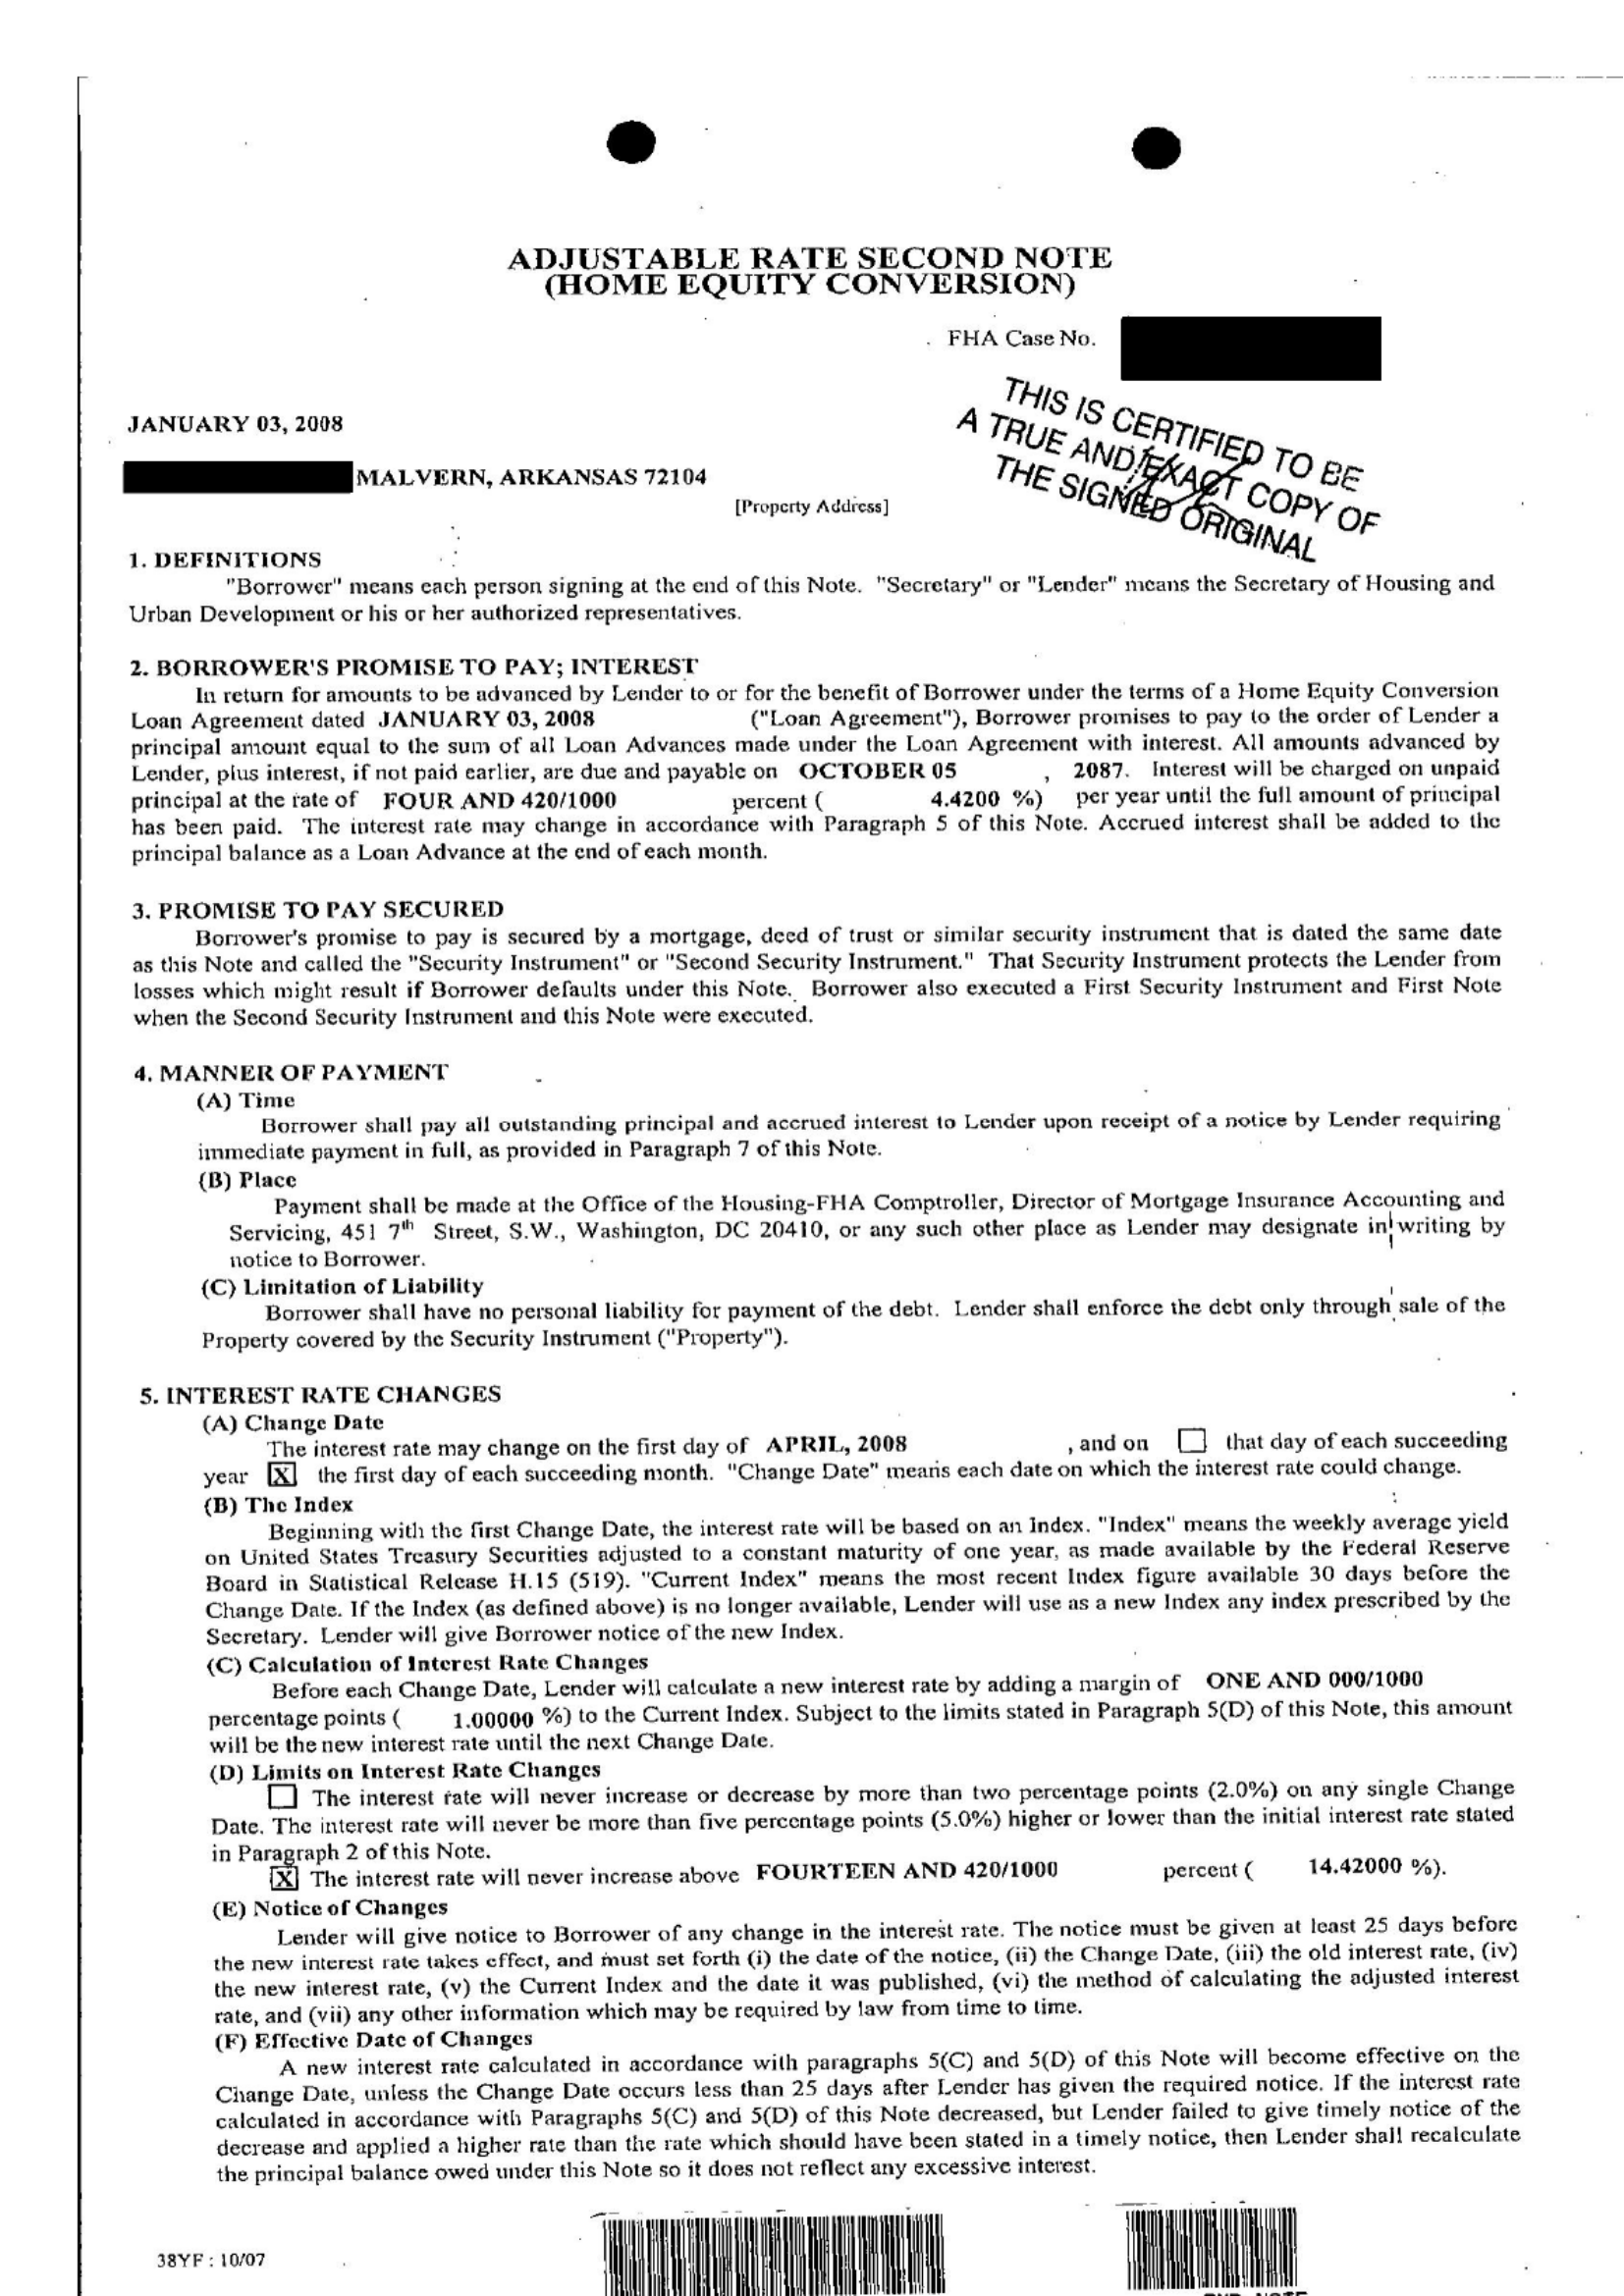 ADJUSTABLE RATE SECOND NOTE
(HOME EQUITY CONVERSION)
FHA Case No.
THIS IS CERTIFIED TO BE
A TRUE AND EXACT COPY OF
THE SIGNED ORIGINAL
JANUARY 03, 2008
MALVERN, ARKANSAS 72104
[Property Address]
1. DEFINITIONS
"Borrower" means each person signing at the end of this Note. "Secretary" or "Lender" means the Secretary of Housing and
Urban Development or his or her authorized representatives.
2. BORROWER'S PROMISE TO PAY; INTEREST
In return for amounts to be advanced by Lender to or for the benefit of Borrower under the terms of a Home Equity Conversion
Loan Agreement dated JANUARY 03, 2008 ("Loan Agreement"), Borrower promises to pay to the order of Lender a
principal amount equal to the sum of all Loan Advances made under the Loan Agreement with interest. All amounts advanced by
Lender, plus interest, if not paid earlier, are due and payable on OCTOBER 05 , 2087. Interest will be charged on unpaid
principal at the rate of FOUR AND 420/1000 percent ( 4.4200 %) per year until the full amount of principal
has been paid. The interest rate may change in accordance with Paragraph 5 of this Note. Accrued interest shall be added to the
principal balance as a Loan Advance at the end of each month.
3. PROMISE TO PAY SECURED
Borrower's promise to pay is secured by a mortgage, deed of trust or similar security instrument that is dated the same date
as this Note and called the "Security Instrument" or "Second Security Instrument." That Security Instrument protects the Lender from
losses which might result if Borrower defaults under this Note. Borrower also executed a First Security Instrument and First Note
when the Second Security Instrument and this Note were executed.
4. MANNER OF PAYMENT
(A) Time
Borrower shall pay all outstanding principal and accrued interest to Lender upon receipt of a notice by Lender requiring
immediate payment in full, as provided in Paragraph 7 of this Note.
(B) Place
Payment shall be made at the Office of the Housing-FHA Comptroller, Director of Mortgage Insurance Accounting and
Servicing, 451 7th Street, S.W., Washington, DC 20410, or any such other place as Lender may designate in writing by
notice to Borrower.
(C) Limitation of Liability
Borrower shall have no personal liability for payment of the debt. Lender shall enforce the debt only through sale of the
Property covered by the Security Instrument ("Property").
5. INTEREST RATE CHANGES
(A) Change Date
The interest rate may change on the first day of APRIL, 2008 , and on ☐ that day of each succeeding
year [X] the first day of each succeeding month. "Change Date" means each date on which the interest rate could change.
(B) The Index
Beginning with the first Change Date, the interest rate will be based on an Index. "Index" means the weekly average yield
on United States Treasury Securities adjusted to a constant maturity of one year, as made available by the Federal Reserve
Board in Statistical Release H.15 (519). "Current Index" means the most recent Index figure available 30 days before the
Change Date. If the Index (as defined above) is no longer available, Lender will use as a new Index any index prescribed by the
Secretary. Lender will give Borrower notice of the new Index.
(C) Calculation of Interest Rate Changes
Before each Change Date, Lender will calculate a new interest rate by adding a margin of ONE AND 000/1000
percentage points ( 1.00000 %) to the Current Index. Subject to the limits stated in Paragraph 5(D) of this Note, this amount
will be the new interest rate until the next Change Date.
(D) Limits on Interest Rate Changes
☐ The interest rate will never increase or decrease by more than two percentage points (2.0%) on any single Change
Date. The interest rate will never be more than five percentage points (5.0%) higher or lower than the initial interest rate stated
in Paragraph 2 of this Note.
[X] The interest rate will never increase above FOURTEEN AND 420/1000 percent ( 14.42000 %).
(E) Notice of Changes
Lender will give notice to Borrower of any change in the interest rate. The notice must be given at least 25 days before
the new interest rate takes effect, and must set forth (i) the date of the notice, (ii) the Change Date, (iii) the old interest rate, (iv)
the new interest rate, (v) the Current Index and the date it was published, (vi) the method of calculating the adjusted interest
rate, and (vii) any other information which may be required by law from time to time.
(F) Effective Date of Changes
A new interest rate calculated in accordance with paragraphs 5(C) and 5(D) of this Note will become effective on the
Change Date, unless the Change Date occurs less than 25 days after Lender has given the required notice. If the interest rate
calculated in accordance with Paragraphs 5(C) and 5(D) of this Note decreased, but Lender failed to give timely notice of the
decrease and applied a higher rate than the rate which should have been stated in a timely notice, then Lender shall recalculate
the principal balance owed under this Note so it does not reflect any excessive interest.
38YF : 10/07